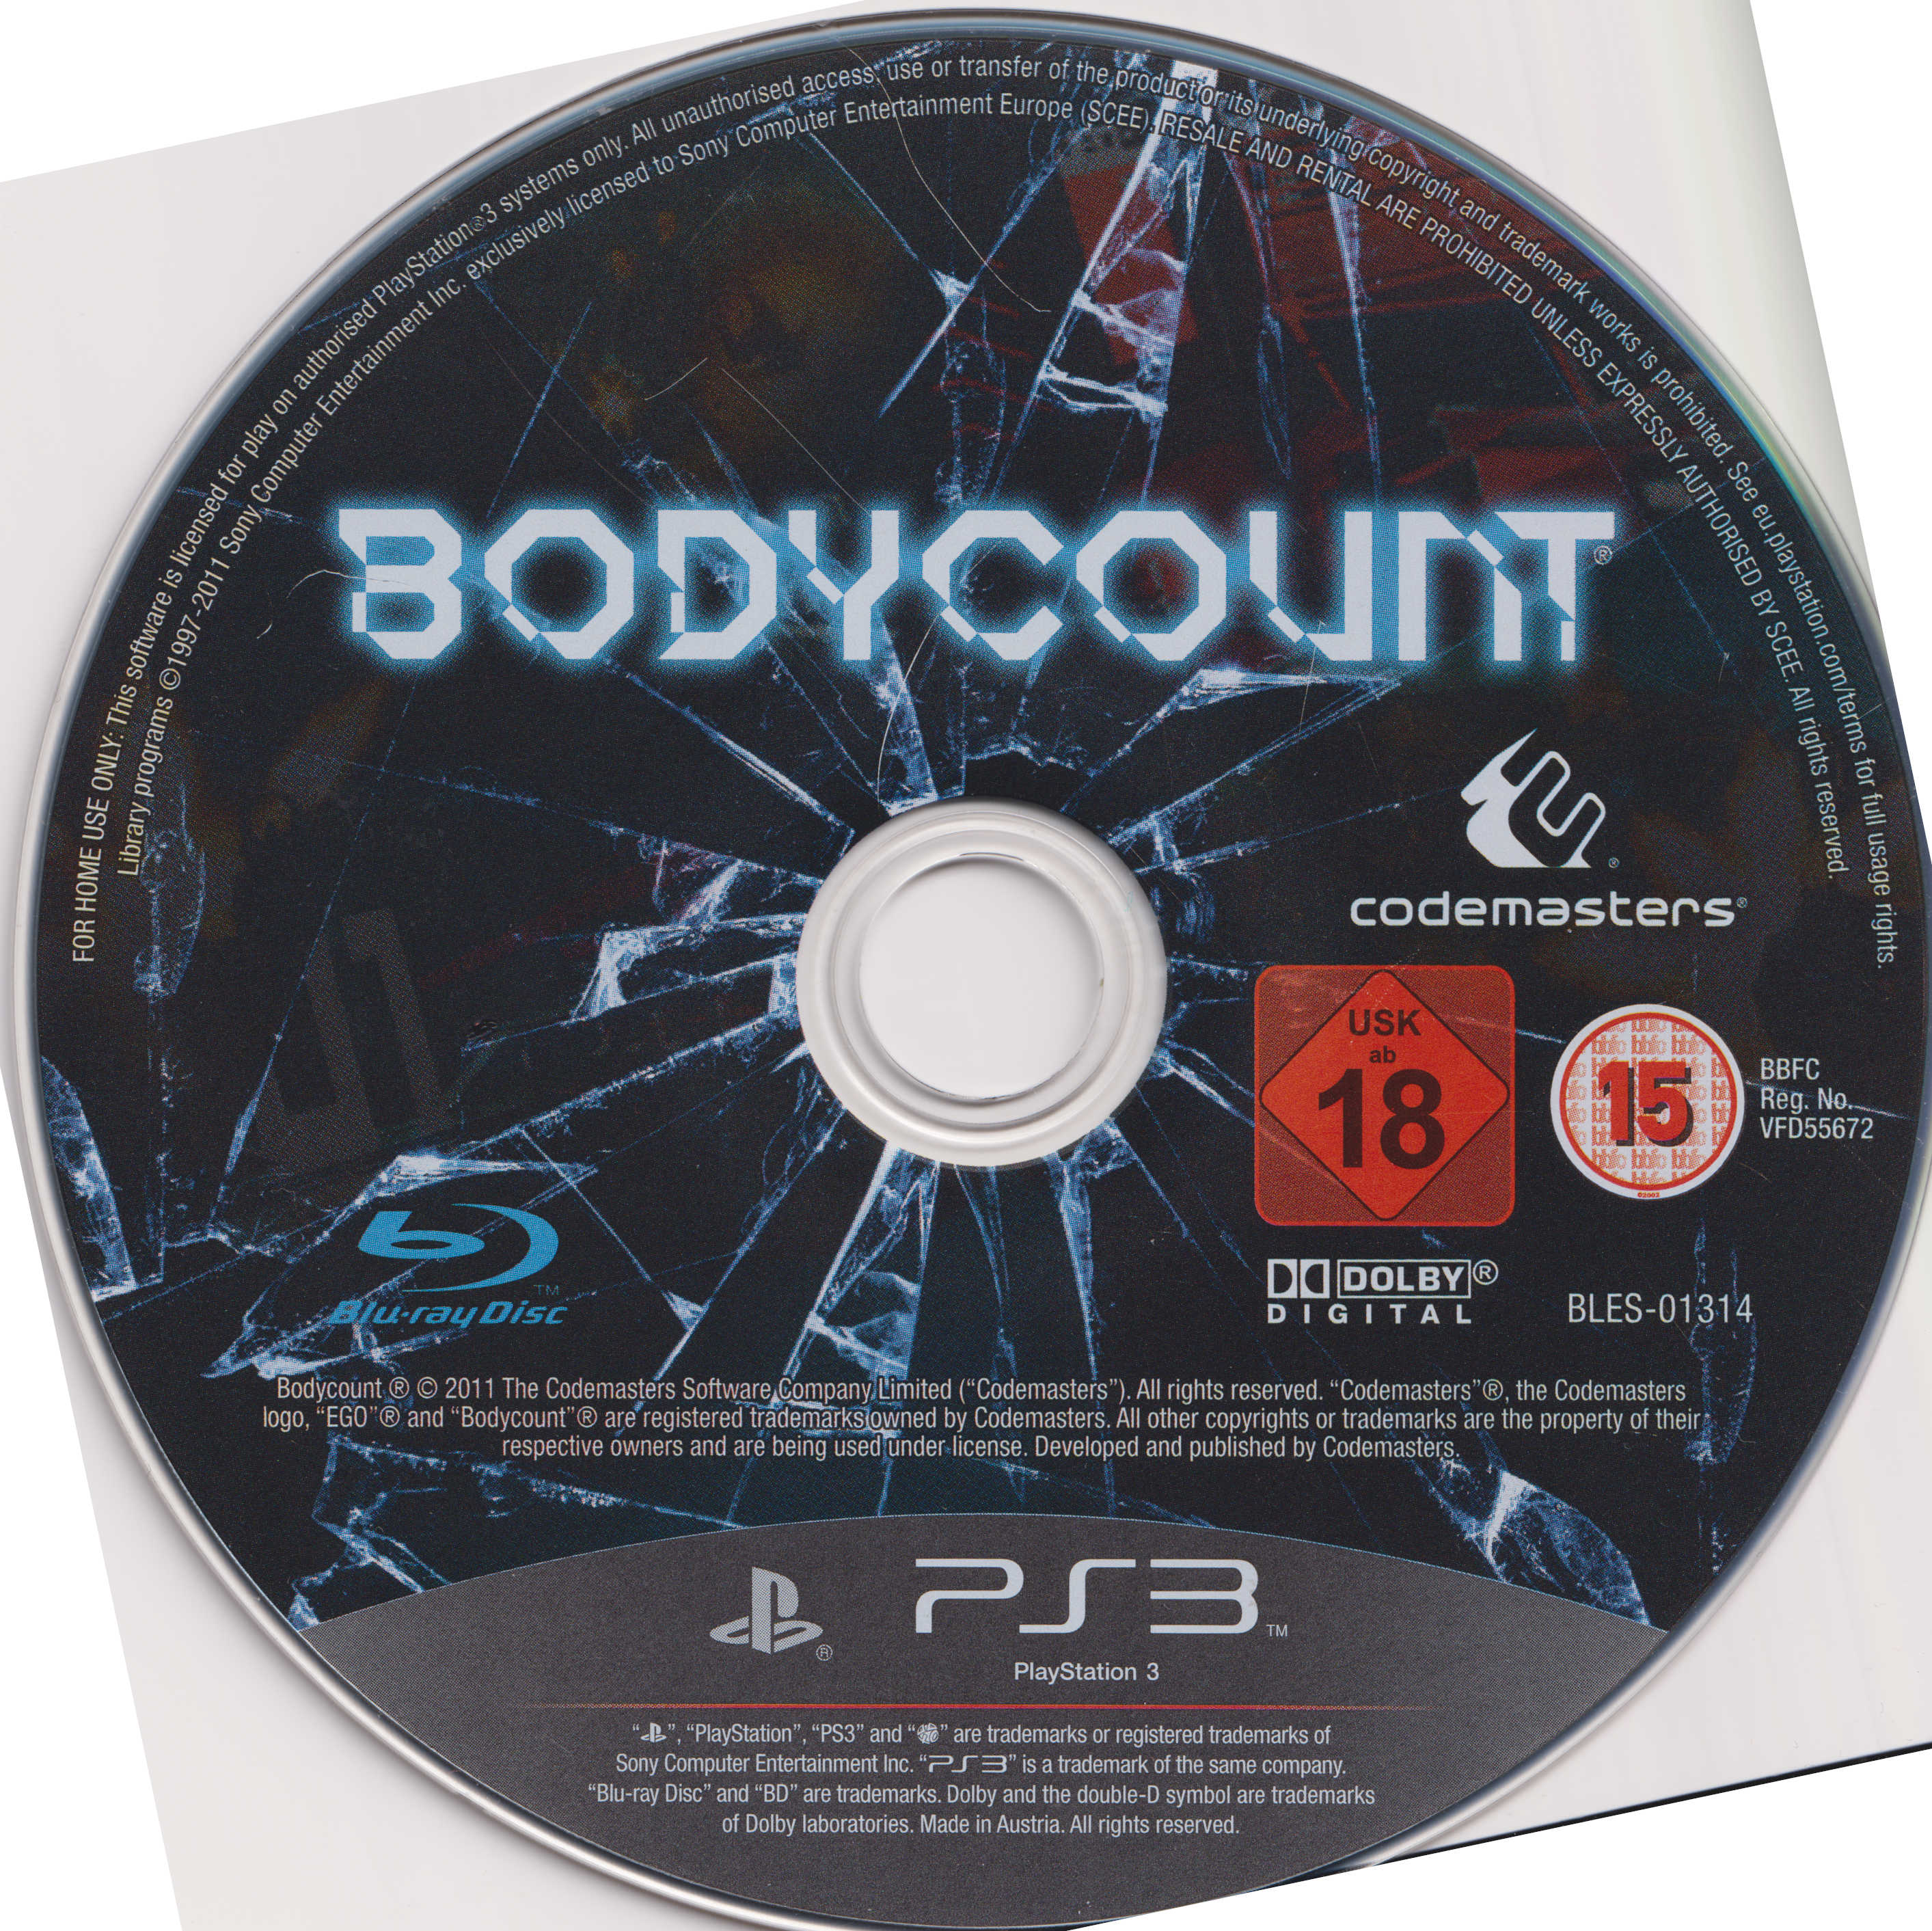 FOR HOME USE ONLY: This software is licensed for play on authorised PlayStation®3 systems only. All unauthorised access, use or transfer of the product or its underlying copyright and trademark works is prohibited. See eu.playstation.com/terms for full usage rights.
Library programs ©1997-2011 Sony Computer Entertainment Inc. exclusively licensed to Sony Computer Entertainment Europe (SCEE). RESALE AND RENTAL ARE PROHIBITED UNLESS EXPRESSLY AUTHORISED BY SCEE. All rights reserved.
BODYCOUNT®
codemasters®
USK
ab
18
15
©2002
BBFC
Reg. No.
VFD55672
Blu-ray Disc™
DOLBY®
DIGITAL
BLES-01314
Bodycount ® © 2011 The Codemasters Software Company Limited (“Codemasters”). All rights reserved. “Codemasters”®, the Codemasters
logo, “EGO”® and “Bodycount”® are registered trademarks owned by Codemasters. All other copyrights or trademarks are the property of their
respective owners and are being used under license. Developed and published by Codemasters.
PS3™
PlayStation 3
“ ”, “PlayStation”, “PS3” and “ ” are trademarks or registered trademarks of
Sony Computer Entertainment Inc. “PS3” is a trademark of the same company.
“Blu-ray Disc” and “BD” are trademarks. Dolby and the double-D symbol are trademarks
of Dolby laboratories. Made in Austria. All rights reserved.